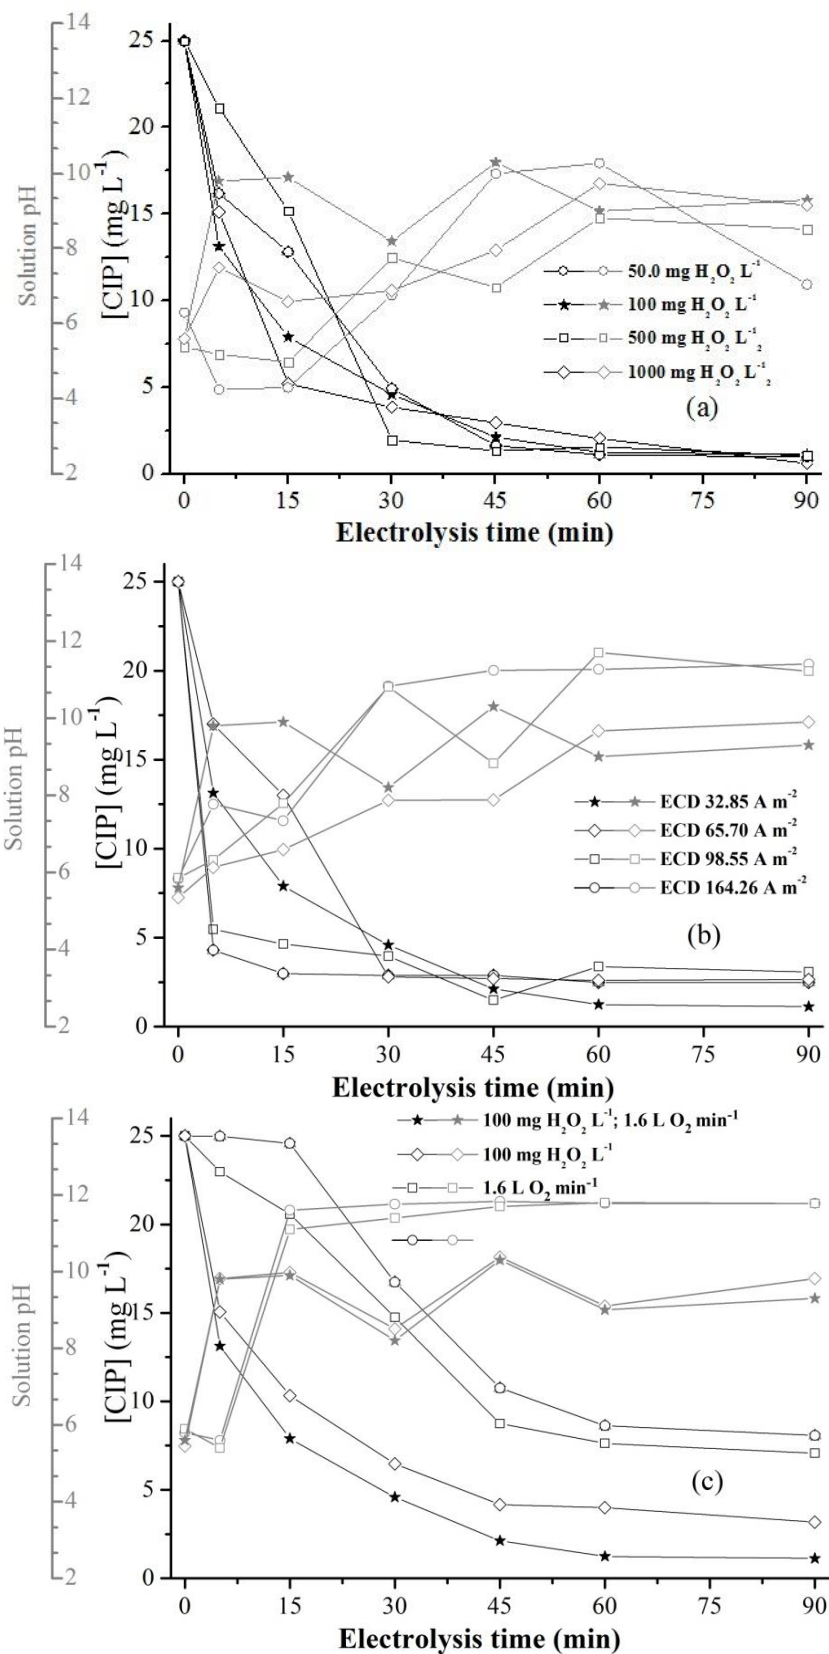 14
12
10
8
6
4
2
Solution pH
25
20
15
10
5
0
[CIP] (mg L⁻¹)
50.0 mg H₂O₂ L⁻¹
100 mg H₂O₂ L⁻¹
500 mg H₂O₂ L⁻¹₂
1000 mg H₂O₂ L⁻¹₂
(a)
0 15 30 45 60 75 90
Electrolysis time (min)
14
12
10
8
6
4
2
Solution pH
25
20
15
10
5
0
[CIP] (mg L⁻¹)
ECD 32.85 A m⁻²
ECD 65.70 A m⁻²
ECD 98.55 A m⁻²
ECD 164.26 A m⁻²
(b)
0 15 30 45 60 75 90
Electrolysis time (min)
14
12
10
8
6
4
2
Solution pH
25
20
15
10
5
0
[CIP] (mg L⁻¹)
100 mg H₂O₂ L⁻¹; 1.6 L O₂ min⁻¹
100 mg H₂O₂ L⁻¹
1.6 L O₂ min⁻¹
(c)
0 15 30 45 60 75 90
Electrolysis time (min)